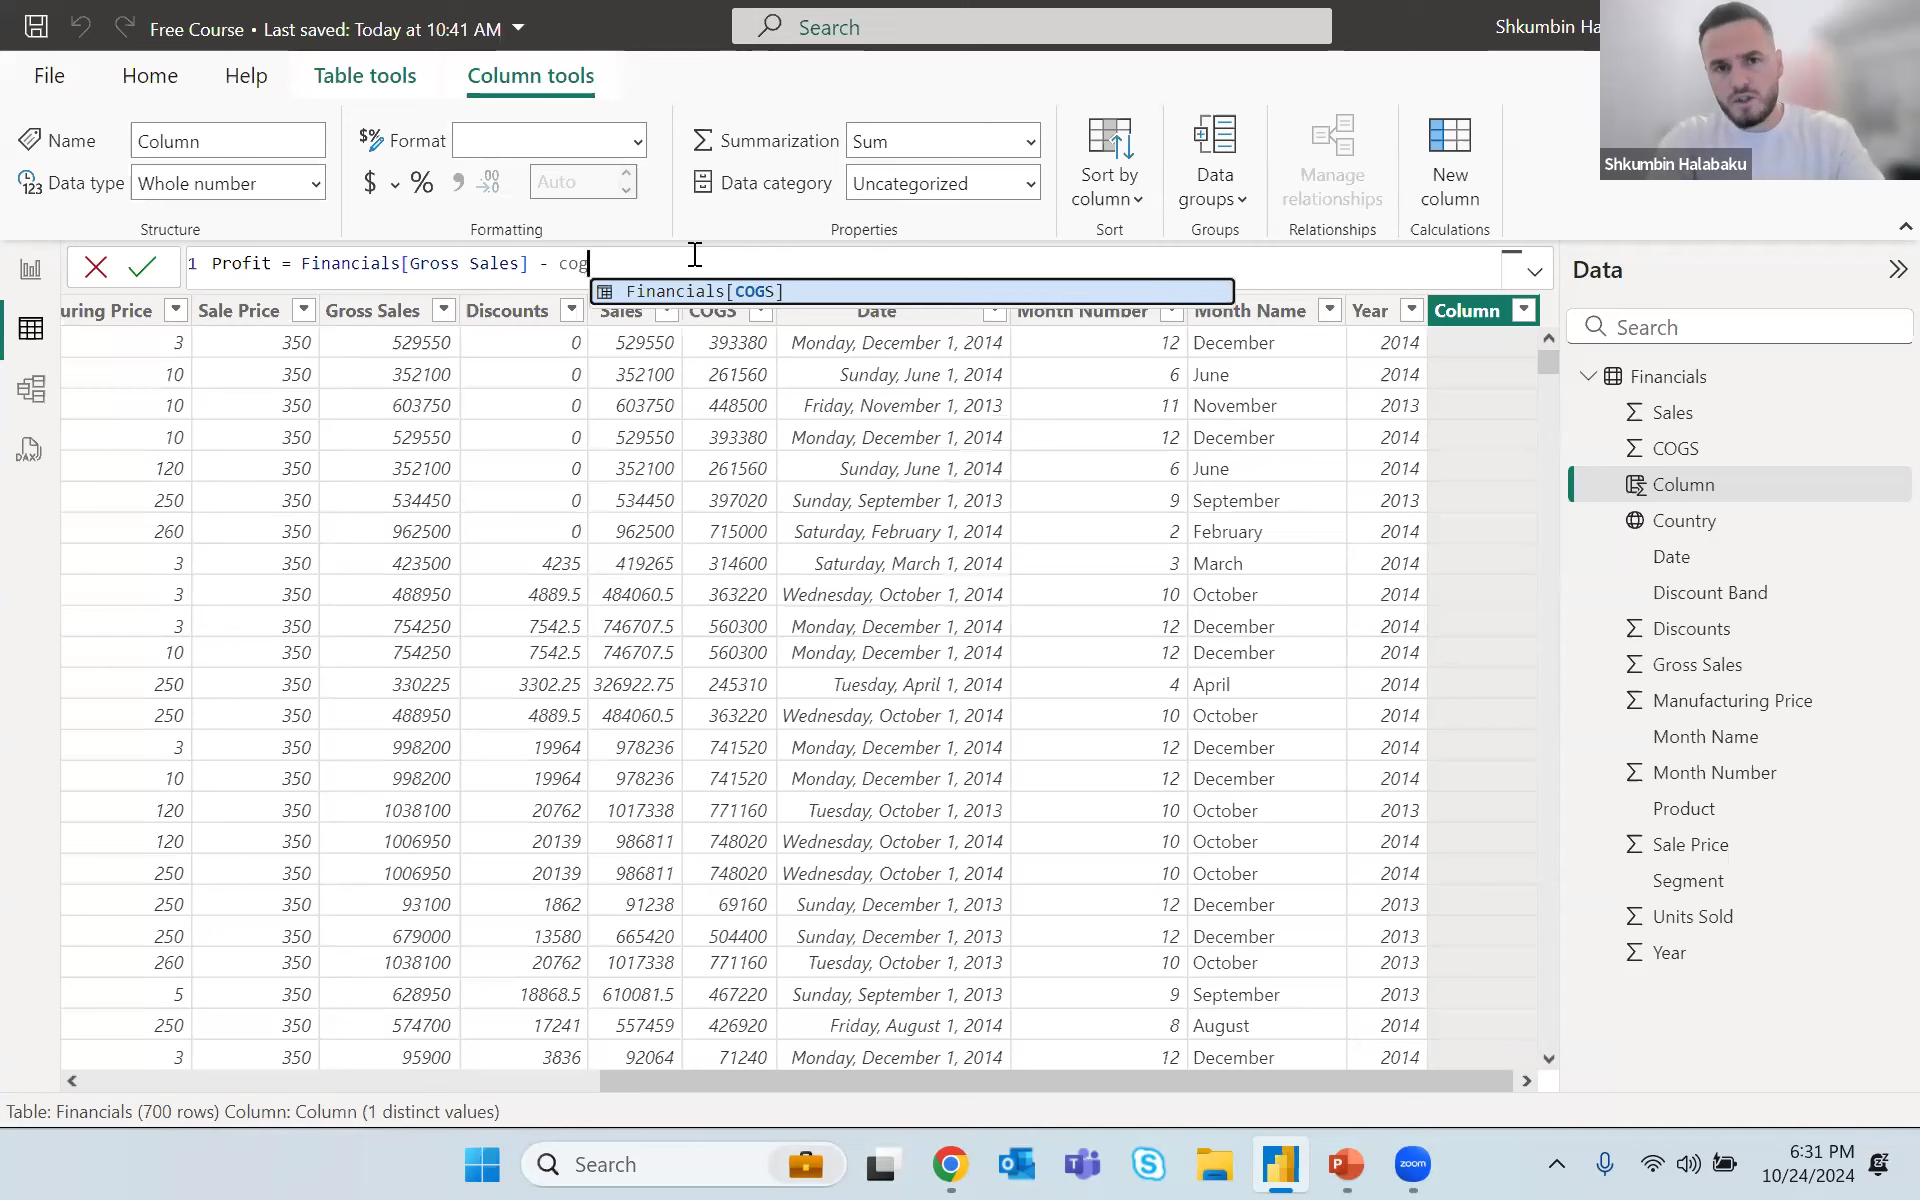 Free Course • Last saved: Today at 10:41 AM
Search
Shkumbin Ha
File Home Help Table tools Column tools
Name Column
Data type Whole number
Structure
$% Format
$ % Auto
Formatting
Summarization Sum
Data category Uncategorized
Properties
Sort by column
Sort
Data groups
Groups
Manage relationships
Relationships
New column
Calculations
Shkumbin Halabaku
1 Profit = Financials[Gross Sales] - cog
Financials[COGS]
uring Price Sale Price Gross Sales Discounts Sales COGS Date Month Number Month Name Year Column
3 350 529550 0 529550 393380 Monday, December 1, 2014 12 December 2014
10 350 352100 0 352100 261560 Sunday, June 1, 2014 6 June 2014
10 350 603750 0 603750 448500 Friday, November 1, 2013 11 November 2013
10 350 529550 0 529550 393380 Monday, December 1, 2014 12 December 2014
120 350 352100 0 352100 261560 Sunday, June 1, 2014 6 June 2014
250 350 534450 0 534450 397020 Sunday, September 1, 2013 9 September 2013
260 350 962500 0 962500 715000 Saturday, February 1, 2014 2 February 2014
3 350 423500 4235 419265 314600 Saturday, March 1, 2014 3 March 2014
3 350 488950 4889.5 484060.5 363220 Wednesday, October 1, 2014 10 October 2014
3 350 754250 7542.5 746707.5 560300 Monday, December 1, 2014 12 December 2014
10 350 754250 7542.5 746707.5 560300 Monday, December 1, 2014 12 December 2014
250 350 330225 3302.25 326922.75 245310 Tuesday, April 1, 2014 4 April 2014
250 350 488950 4889.5 484060.5 363220 Wednesday, October 1, 2014 10 October 2014
3 350 998200 19964 978236 741520 Monday, December 1, 2014 12 December 2014
10 350 998200 19964 978236 741520 Monday, December 1, 2014 12 December 2014
120 350 1038100 20762 1017338 771160 Tuesday, October 1, 2013 10 October 2013
120 350 1006950 20139 986811 748020 Wednesday, October 1, 2014 10 October 2014
250 350 1006950 20139 986811 748020 Wednesday, October 1, 2014 10 October 2014
250 350 93100 1862 91238 69160 Sunday, December 1, 2013 12 December 2013
250 350 679000 13580 665420 504400 Sunday, December 1, 2013 12 December 2013
260 350 1038100 20762 1017338 771160 Tuesday, October 1, 2013 10 October 2013
5 350 628950 18868.5 610081.5 467220 Sunday, September 1, 2013 9 September 2013
250 350 574700 17241 557459 426920 Friday, August 1, 2014 8 August 2014
3 350 95900 3836 92064 71240 Monday, December 1, 2014 12 December 2014
Data
Search
Financials
Sales
COGS
Column
Country
Date
Discount Band
Discounts
Gross Sales
Manufacturing Price
Month Name
Month Number
Product
Sale Price
Segment
Units Sold
Year
DAX
Table: Financials (700 rows) Column: Column (1 distinct values)
Search
zoom
6:31 PM
10/24/2024